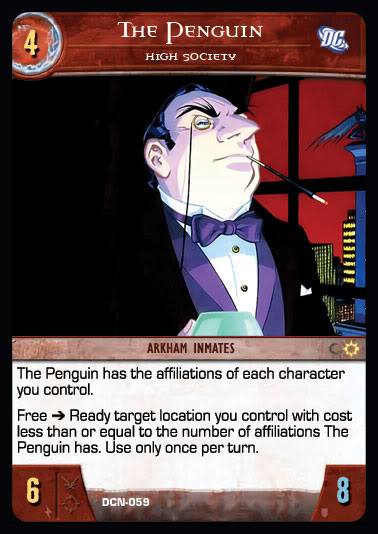 The Penguin
4
DC
HIGH SOCIETY
ARKHAM INMATES
The Penguin has the affiliations of each character
you control.
Free ➔ Ready target location you control with cost
less than or equal to the number of affiliations The
Penguin has. Use only once per turn.
6
DCN-059
8